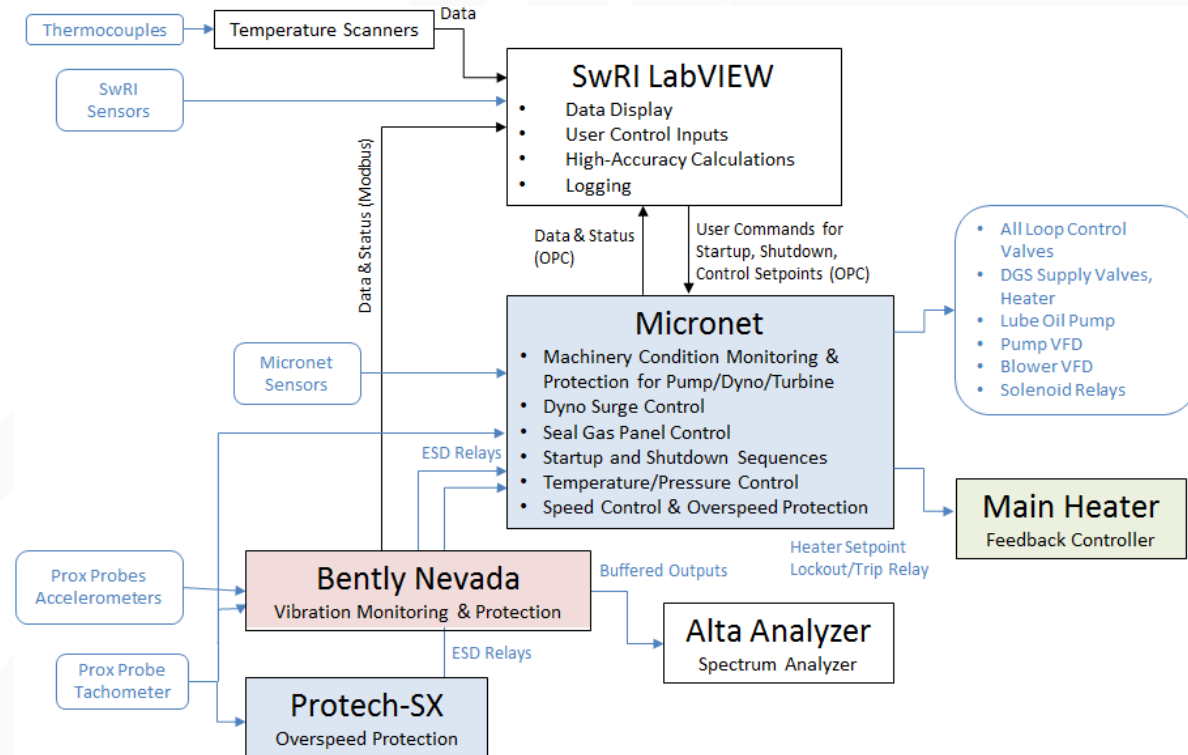 Thermocouples
Temperature Scanners
Data
SwRI
Sensors
SwRI LabVIEW
• Data Display
• User Control Inputs
• High-Accuracy Calculations
• Logging
Data & Status (Modbus)
Data & Status
(OPC)
User Commands for
Startup, Shutdown,
Control Setpoints (OPC)
• All Loop Control
Valves
• DGS Supply Valves,
Heater
• Lube Oil Pump
• Pump VFD
• Blower VFD
• Solenoid Relays
Micronet
Sensors
Micronet
• Machinery Condition Monitoring &
Protection for Pump/Dyno/Turbine
• Dyno Surge Control
• Seal Gas Panel Control
• Startup and Shutdown Sequences
• Temperature/Pressure Control
• Speed Control & Overspeed Protection
ESD Relays
Main Heater
Feedback Controller
Heater Setpoint
Lockout/Trip Relay
Prox Probes
Accelerometers
Bently Nevada
Vibration Monitoring & Protection
Buffered Outputs
Alta Analyzer
Spectrum Analyzer
ESD Relays
Prox Probe
Tachometer
Protech-SX
Overspeed Protection